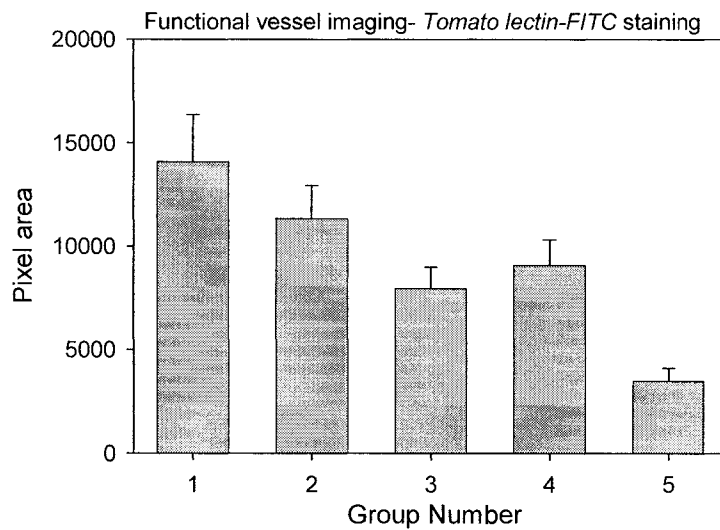 Functional vessel imaging- Tomato lectin-FITC staining
20000
15000
10000
5000
0
Pixel area
1 2 3 4 5
Group Number